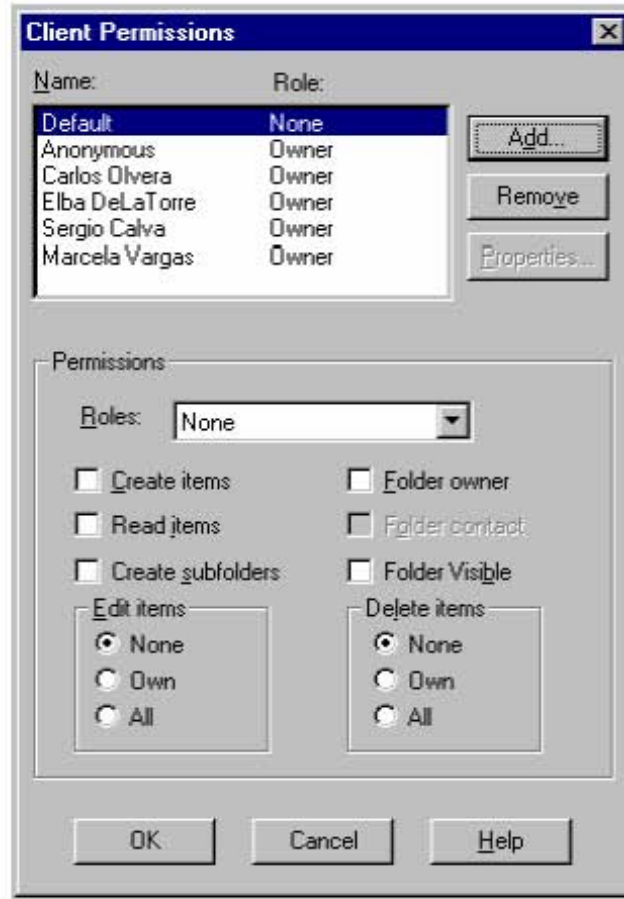 Client Permissions
Name: Role:
Default None
Anonymous Owner
Carlos Olvera Owner
Elba DeLaTorre Owner
Sergio Calva Owner
Marcela Vargas Owner
Add...
Remove
Properties...
Permissions
Roles: None
Create items Folder owner
Read items Folder contact
Create subfolders Folder Visible
Edit items Delete items
None None
Own Own
All All
OK Cancel Help